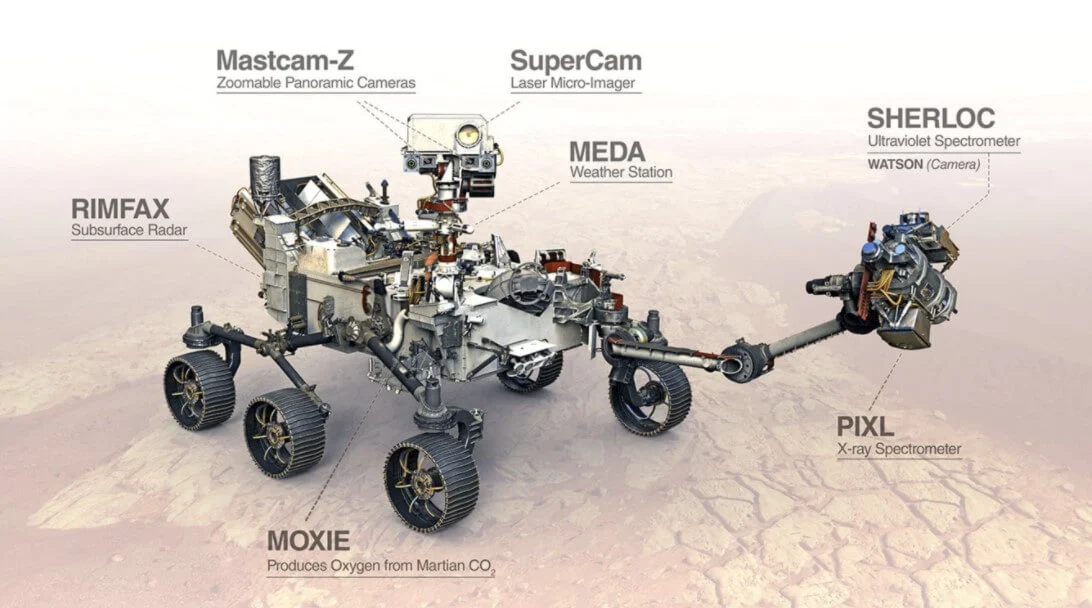 Mastcam-Z
Zoomable Panoramic Cameras
SuperCam
Laser Micro-Imager
SHERLOC
Ultraviolet Spectrometer
WATSON (Camera)
MEDA
Weather Station
RIMFAX
Subsurface Radar
PIXL
X-ray Spectrometer
MOXIE
Produces Oxygen from Martian CO₂